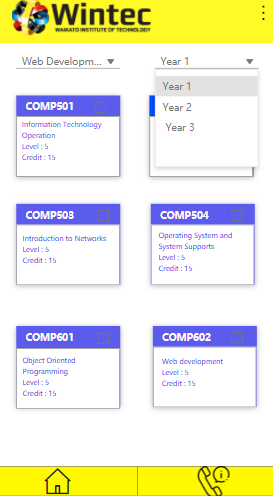 Wintec
WAIKATO INSTITUTE OF TECHNOLOGY
Web Developm...
Year 1
Year 1
Year 2
Year 3
COMP501
Information Technology
Operation
Level : 5
Credit : 15
COMP503
Introduction to Networks
Level : 5
Credit : 15
COMP504
Operating System and
System Supports
Level : 5
Credit : 15
COMP601
Object Oriented
Programming
Level : 5
Credit : 15
COMP602
Web development
Level : 5
Credit : 15